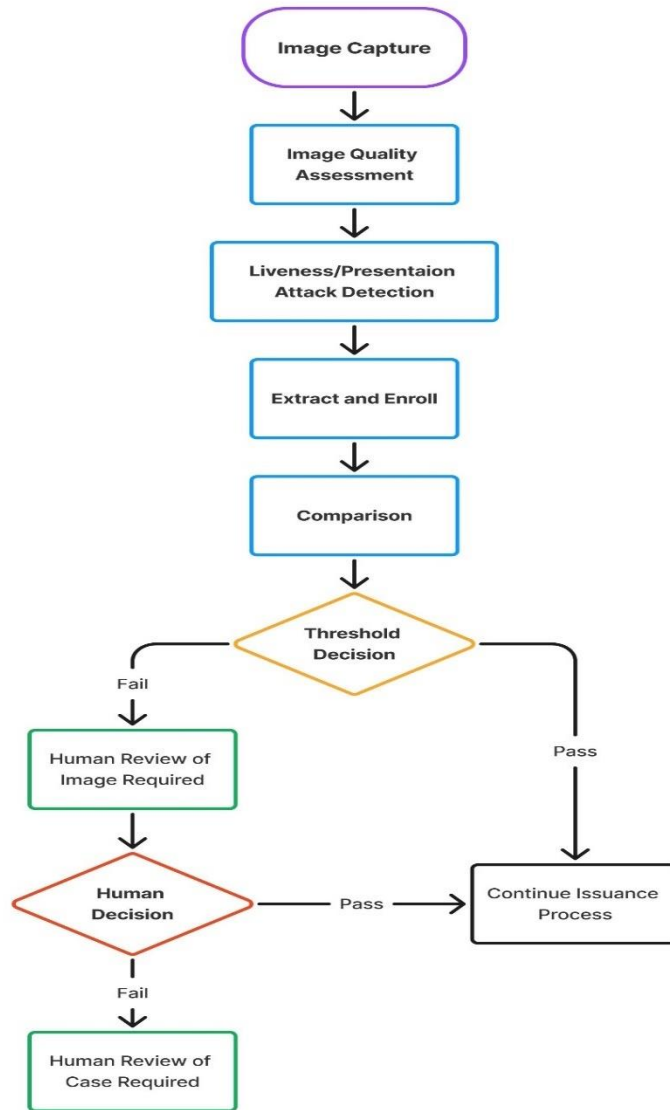 Image Capture
Image Quality
Assessment
Liveness/Presentaion
Attack Detection
Extract and Enroll
Comparison
Threshold
Decision
Fail
Pass
Human Review of
Image Required
Human
Decision
Pass
Continue Issuance
Process
Fail
Human Review of
Case Required